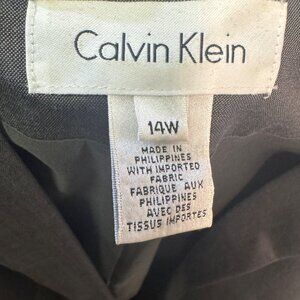 Calvin Klein
14W
MADE IN
PHILIPPINES
WITH IMPORTED
FABRIC
FABRIQUE AUX
PHILIPPINES
AVEC DES
TISSUS IMPORTES